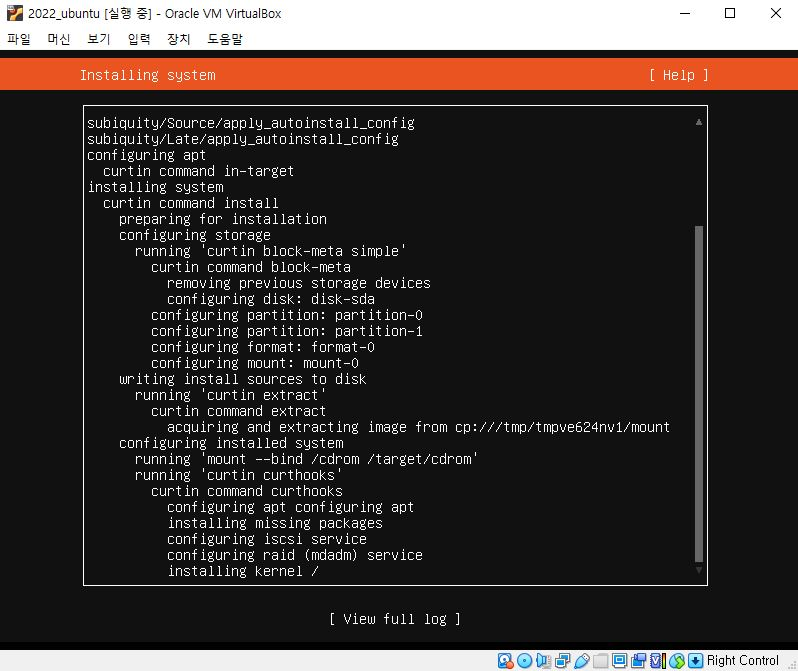 2022_ubuntu [실행 중] - Oracle VM VirtualBox
파일 머신 보기 입력 장치 도움말
Installing system [ Help ]
subiquity/Source/apply_autoinstall_config
subiquity/Late/apply_autoinstall_config
configuring apt
curtin command in-target
installing system
curtin command install
preparing for installation
configuring storage
running 'curtin block-meta simple'
curtin command block-meta
removing previous storage devices
configuring disk: disk-sda
configuring partition: partition-0
configuring partition: partition-1
configuring format: format-0
configuring mount: mount-0
writing install sources to disk
running 'curtin extract'
curtin command extract
acquiring and extracting image from cp:///tmp/tmpve624nv1/mount
configuring installed system
running 'mount --bind /cdrom /target/cdrom'
running 'curtin curthooks'
curtin command curthooks
configuring apt configuring apt
installing missing packages
configuring iscsi service
configuring raid (mdadm) service
installing kernel /
[ View full log ]
Right Control